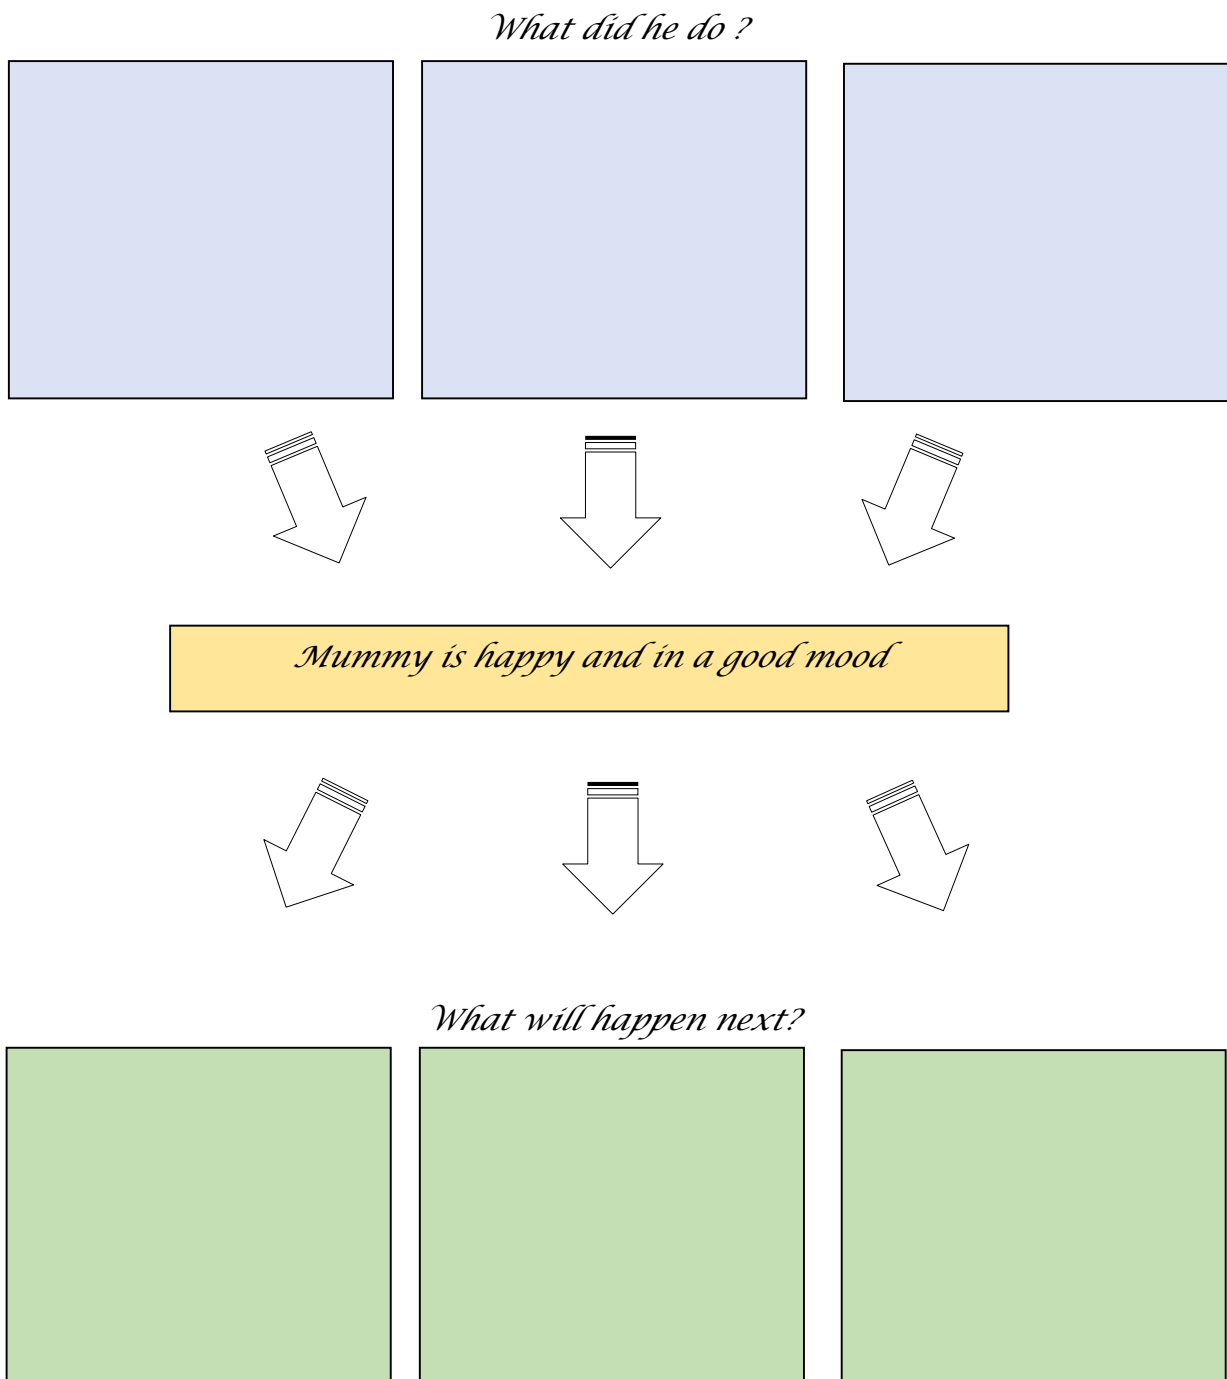 What did he do ?
Mummy is happy and in a good mood
What will happen next?